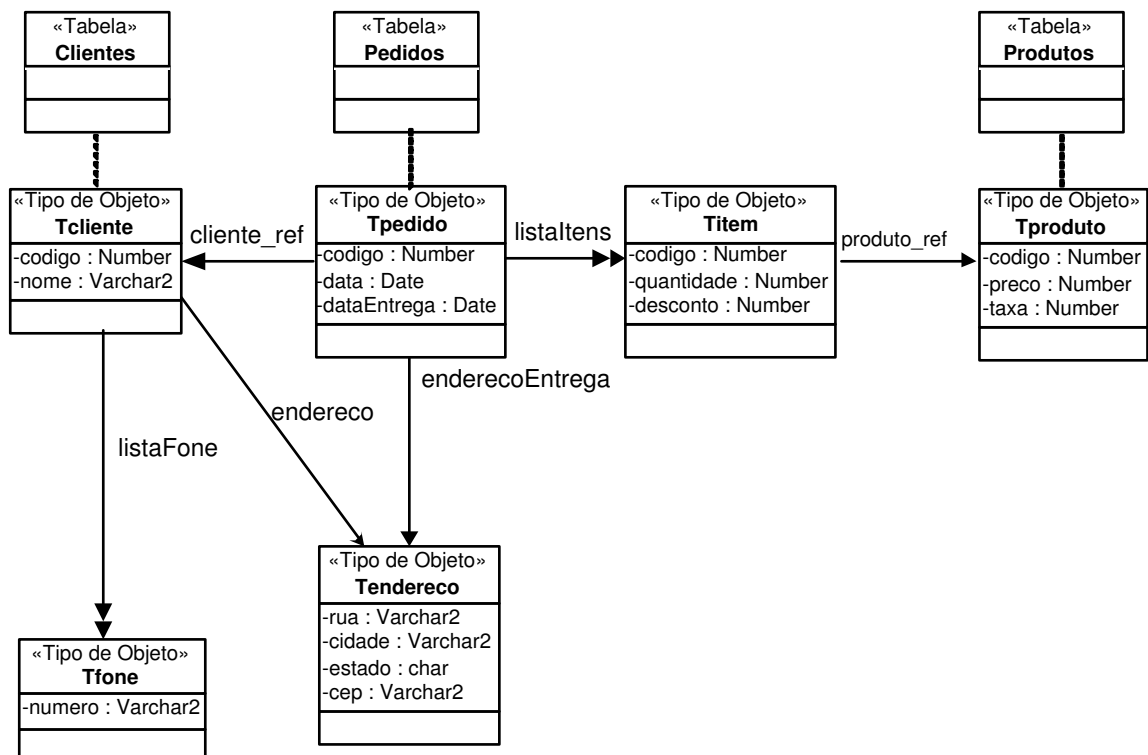 «Tabela»
Clientes
«Tabela»
Pedidos
«Tabela»
Produtos
«Tipo de Objeto»
Tcliente
-codigo : Number
-nome : Varchar2
cliente_ref
«Tipo de Objeto»
Tpedido
-codigo : Number
-data : Date
-dataEntrega : Date
listaItens
«Tipo de Objeto»
Titem
-codigo : Number
-quantidade : Number
-desconto : Number
produto_ref
«Tipo de Objeto»
Tproduto
-codigo : Number
-preco : Number
-taxa : Number
enderecoEntrega
endereco
listaFone
«Tipo de Objeto»
Tendereco
-rua : Varchar2
-cidade : Varchar2
-estado : char
-cep : Varchar2
«Tipo de Objeto»
Tfone
-numero : Varchar2